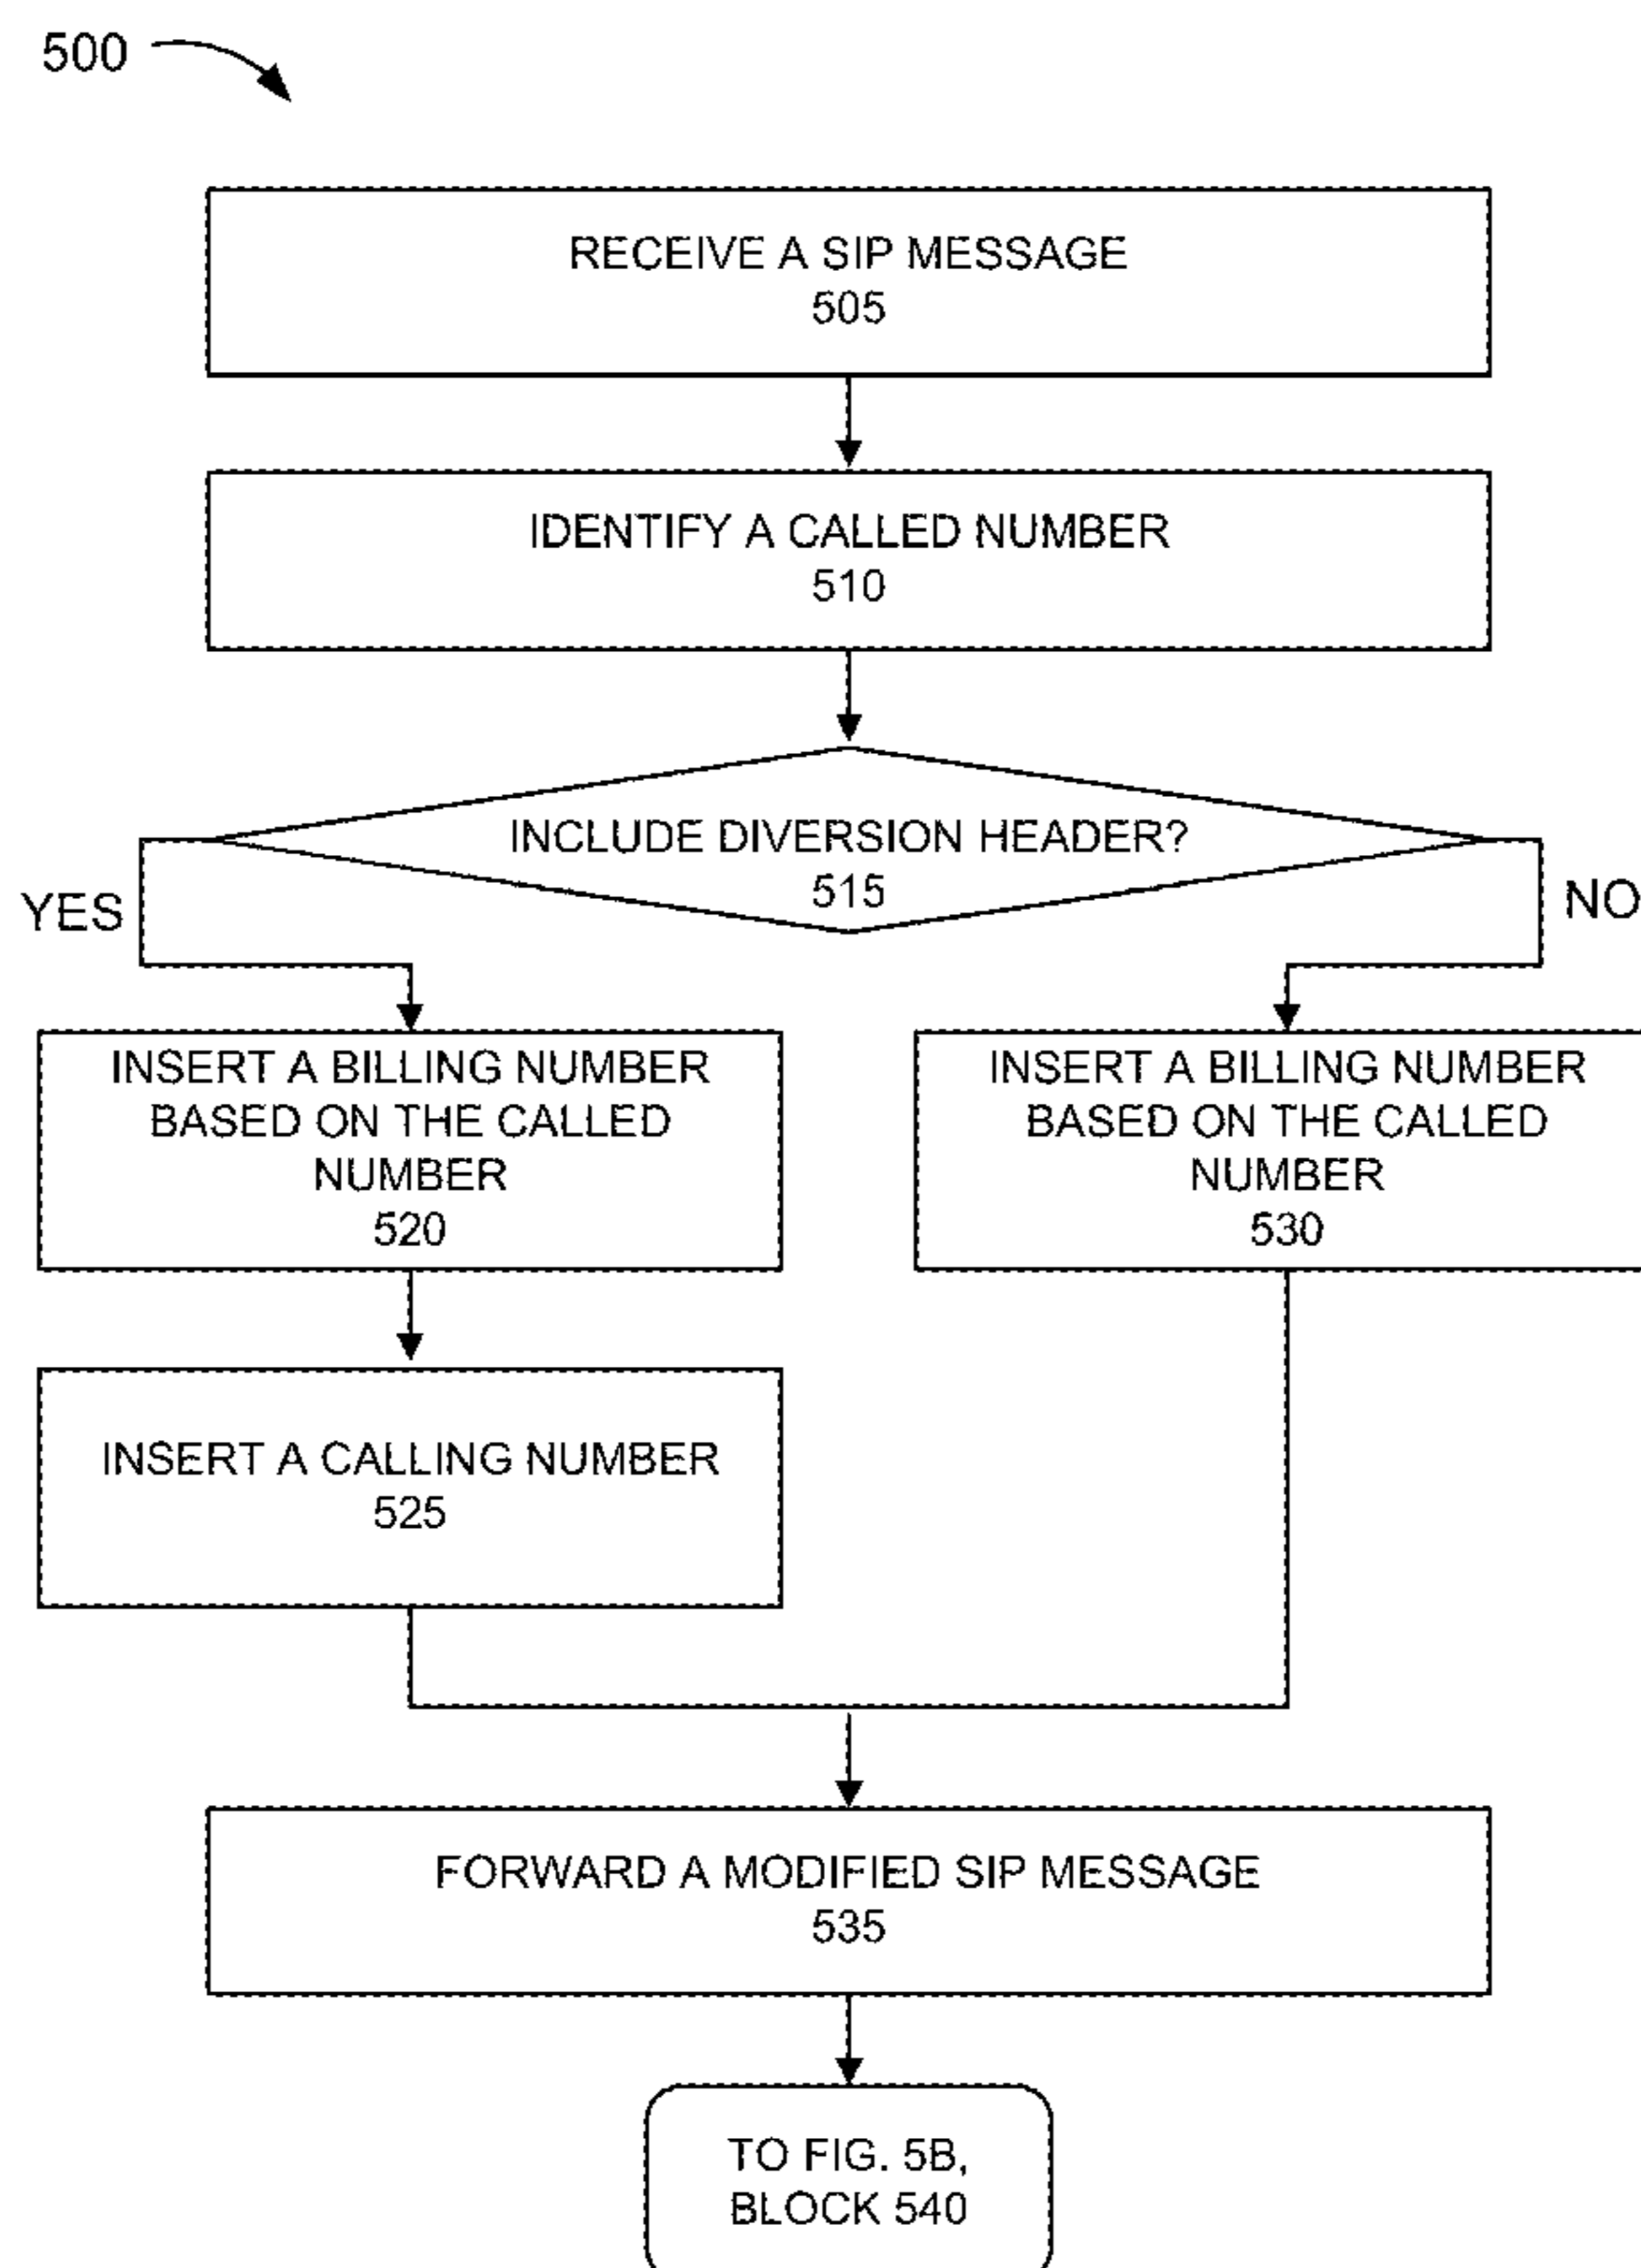 500
RECEIVE A SIP MESSAGE
505
IDENTIFY A CALLED NUMBER
510
INCLUDE DIVERSION HEADER?
515
YES
NO
INSERT A BILLING NUMBER
BASED ON THE CALLED
NUMBER
520
INSERT A BILLING NUMBER
BASED ON THE CALLED
NUMBER
530
INSERT A CALLING NUMBER
525
FORWARD A MODIFIED SIP MESSAGE
535
TO FIG. 5B,
BLOCK 540